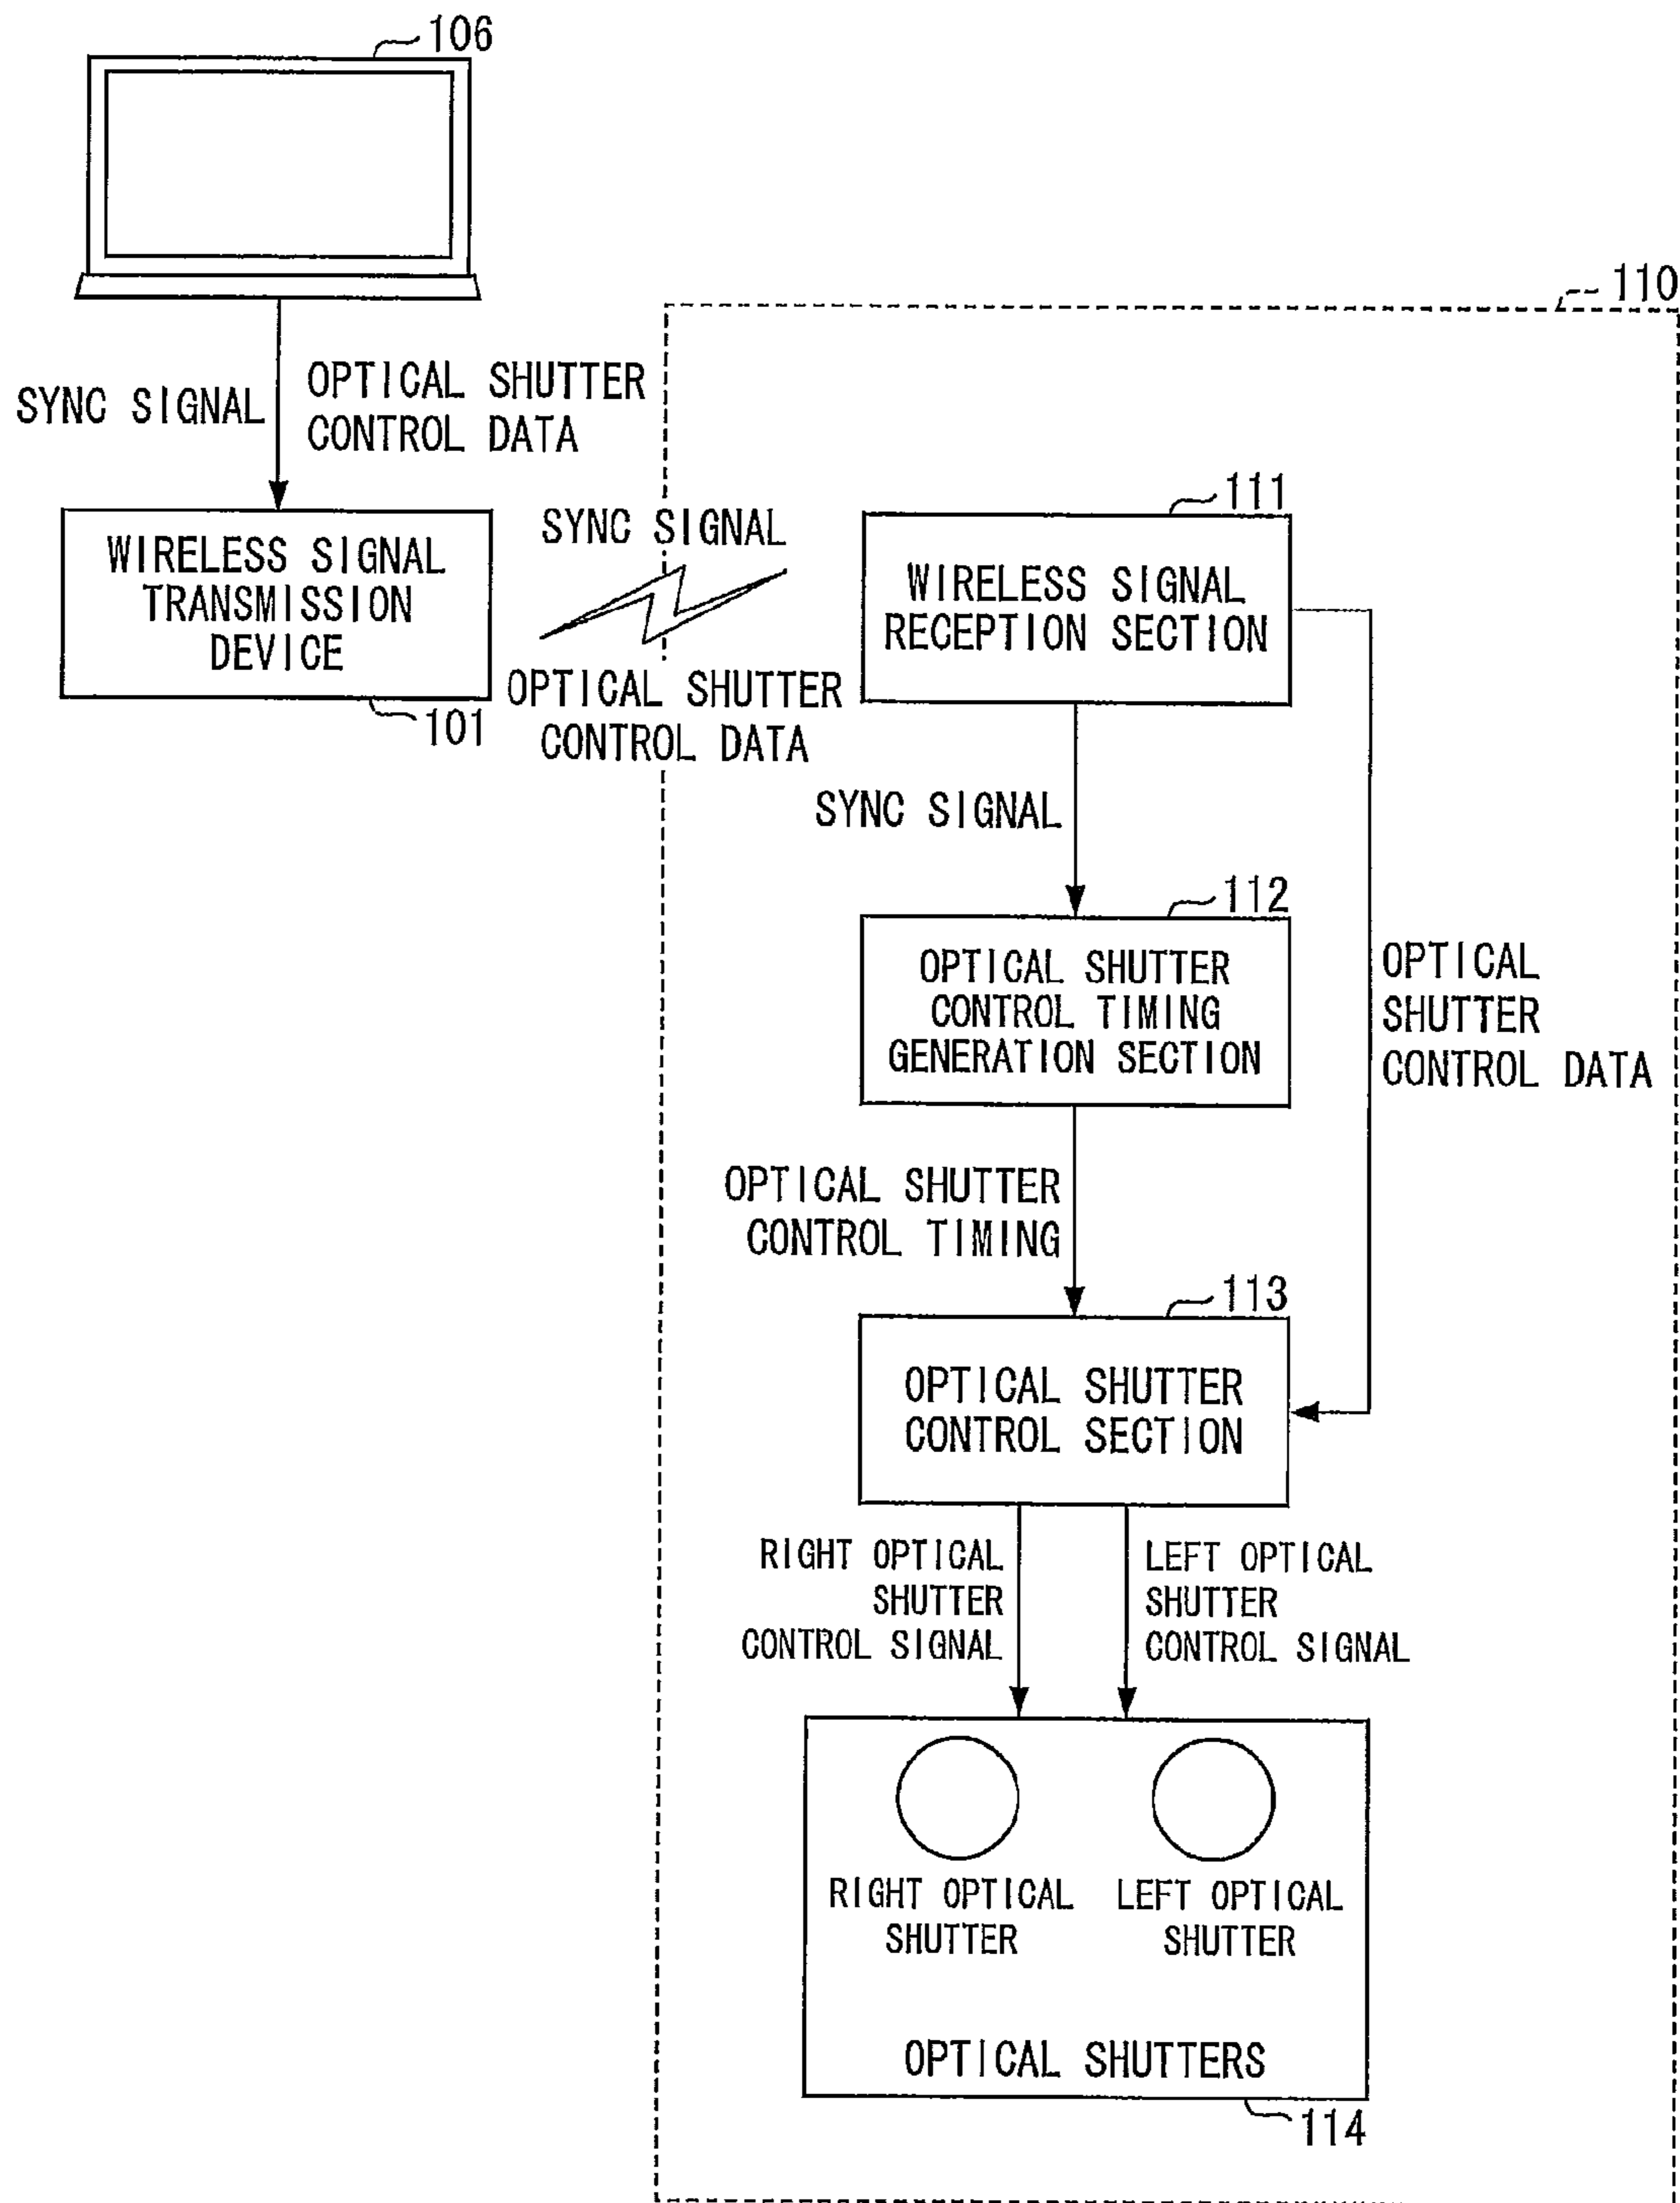 106
110
SYNC SIGNAL
OPTICAL SHUTTER
CONTROL DATA
WIRELESS SIGNAL
TRANSMISSION
DEVICE
101
SYNC SIGNAL
OPTICAL SHUTTER
CONTROL DATA
111
WIRELESS SIGNAL
RECEPTION SECTION
SYNC SIGNAL
112
OPTICAL SHUTTER
CONTROL TIMING
GENERATION SECTION
OPTICAL
SHUTTER
CONTROL DATA
OPTICAL SHUTTER
CONTROL TIMING
113
OPTICAL SHUTTER
CONTROL SECTION
RIGHT OPTICAL
SHUTTER
CONTROL SIGNAL
LEFT OPTICAL
SHUTTER
CONTROL SIGNAL
RIGHT OPTICAL
SHUTTER
LEFT OPTICAL
SHUTTER
OPTICAL SHUTTERS
114